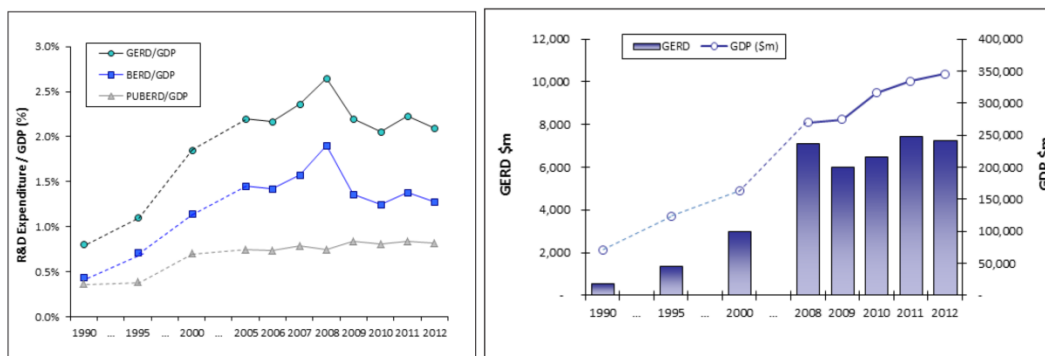 3.0%
2.5%
2.0%
1.5%
1.0%
0.5%
0.0%
R&D Expenditure / GDP (%)
GERD/GDP
BERD/GDP
PUBERD/GDP
1990 ... 1995 ... 2000 ... 2005 2006 2007 2008 2009 2010 2011 2012
12,000
10,000
8,000
6,000
4,000
2,000
-
GERD $m
GERD GDP ($m)
400,000
350,000
300,000
250,000
200,000
150,000
100,000
50,000
-
GDP $m
1990 ... 1995 ... 2000 ... 2008 2009 2010 2011 2012